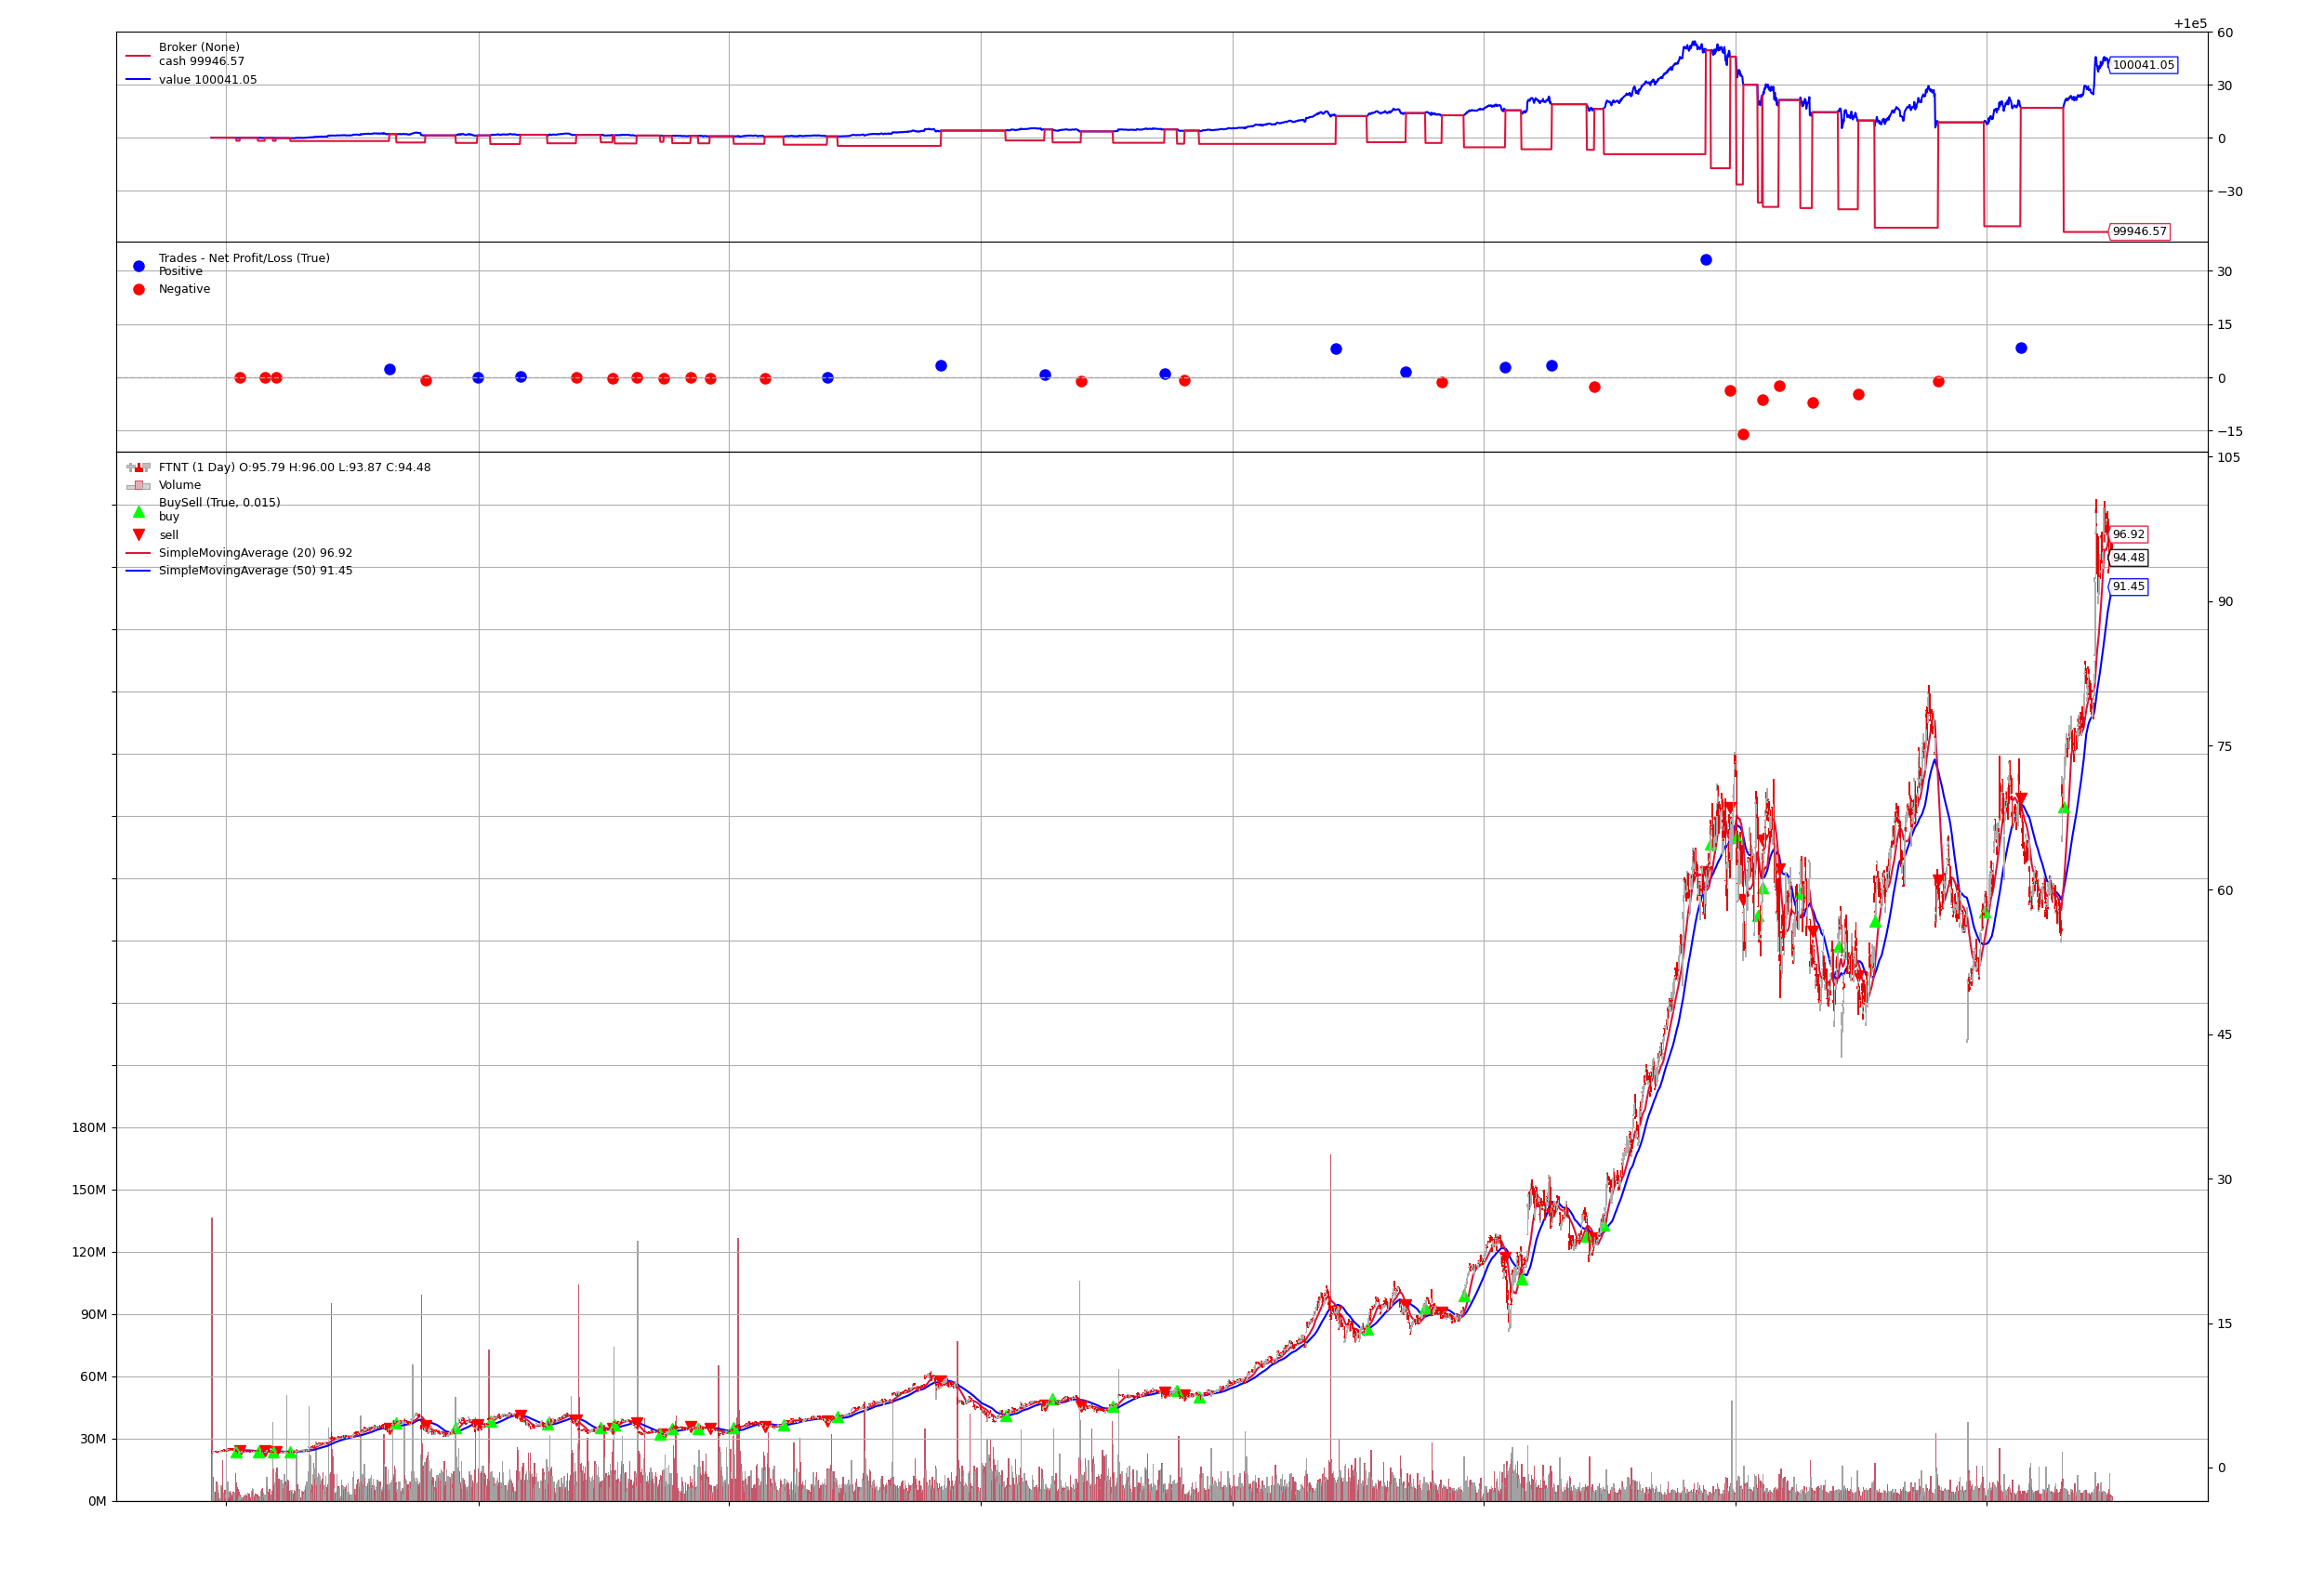 +1e5
Broker (None)
cash 99946.57
value 100041.05
60
30
0
−30
100041.05
99946.57
Trades - Net Profit/Loss (True)
Positive
Negative
30
15
0
−15
FTNT (1 Day) O:95.79 H:96.00 L:93.87 C:94.48
Volume
BuySell (True, 0.015)
buy
sell
SimpleMovingAverage (20) 96.92
SimpleMovingAverage (50) 91.45
105
90
75
60
45
30
15
0
96.92
94.48
91.45
180M
150M
120M
90M
60M
30M
0M